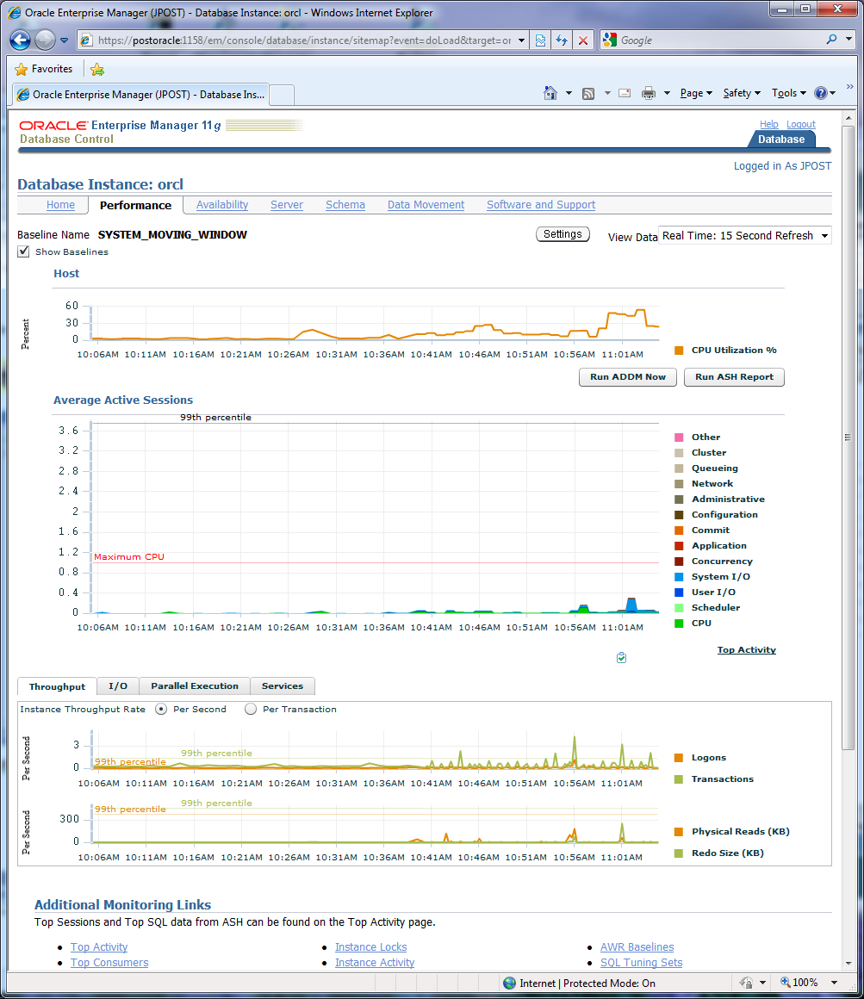 Oracle Enterprise Manager (JPOST) - Database Instance: orcl - Windows Internet Explorer
https://postoracle:1158/em/console/database/instance/sitemap?event=doLoad&target=or
Google
Favorites
Oracle Enterprise Manager (JPOST) - Database Ins...
Page Safety Tools
ORACLE Enterprise Manager 11g
Database Control
Help Logout
Database
Logged in As JPOST
Database Instance: orcl
Home Performance Availability Server Schema Data Movement Software and Support
Baseline Name SYSTEM_MOVING_WINDOW
Settings
View Data Real Time: 15 Second Refresh
Show Baselines
Host
Percent
60
30
0
10:06AM 10:11AM 10:16AM 10:21AM 10:26AM 10:31AM 10:36AM 10:41AM 10:46AM 10:51AM 10:56AM 11:01AM
CPU Utilization %
Run ADDM Now Run ASH Report
Average Active Sessions
99th percentile
3.6
3.2
2.8
2.4
2
1.6
1.2
Maximum CPU
0.8
0.4
0
10:06AM 10:11AM 10:16AM 10:21AM 10:26AM 10:31AM 10:36AM 10:41AM 10:46AM 10:51AM 10:56AM 11:01AM
Other
Cluster
Queueing
Network
Administrative
Configuration
Commit
Application
Concurrency
System I/O
User I/O
Scheduler
CPU
Top Activity
Throughput I/O Parallel Execution Services
Instance Throughput Rate Per Second Per Transaction
Per Second
3
0
99th percentile
99th percentile
10:06AM 10:11AM 10:16AM 10:21AM 10:26AM 10:31AM 10:36AM 10:41AM 10:46AM 10:51AM 10:56AM 11:01AM
Logons
Transactions
Per Second
300
0
99th percentile
99th percentile
10:06AM 10:11AM 10:16AM 10:21AM 10:26AM 10:31AM 10:36AM 10:41AM 10:46AM 10:51AM 10:56AM 11:01AM
Physical Reads (KB)
Redo Size (KB)
Additional Monitoring Links
Top Sessions and Top SQL data from ASH can be found on the Top Activity page.
Top Activity Instance Locks AWR Baselines
Top Consumers Instance Activity SQL Tuning Sets
Internet | Protected Mode: On
100%